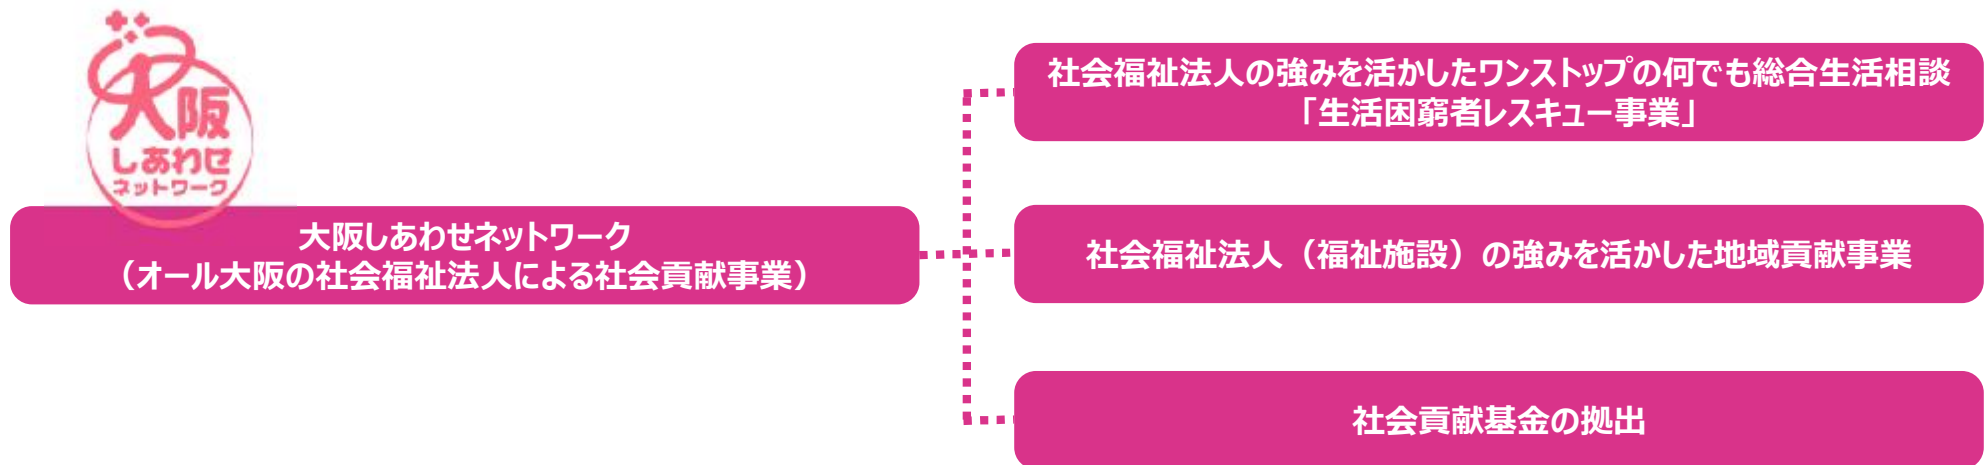 大阪
しあわせ
ネットワーク
大阪しあわせネットワーク
（オール大阪の社会福祉法人による社会貢献事業）
社会福祉法人の強みを活かしたワンストップの何でも総合生活相談
「生活困窮者レスキュー事業」
社会福祉法人（福祉施設）の強みを活かした地域貢献事業
社会貢献基金の拠出